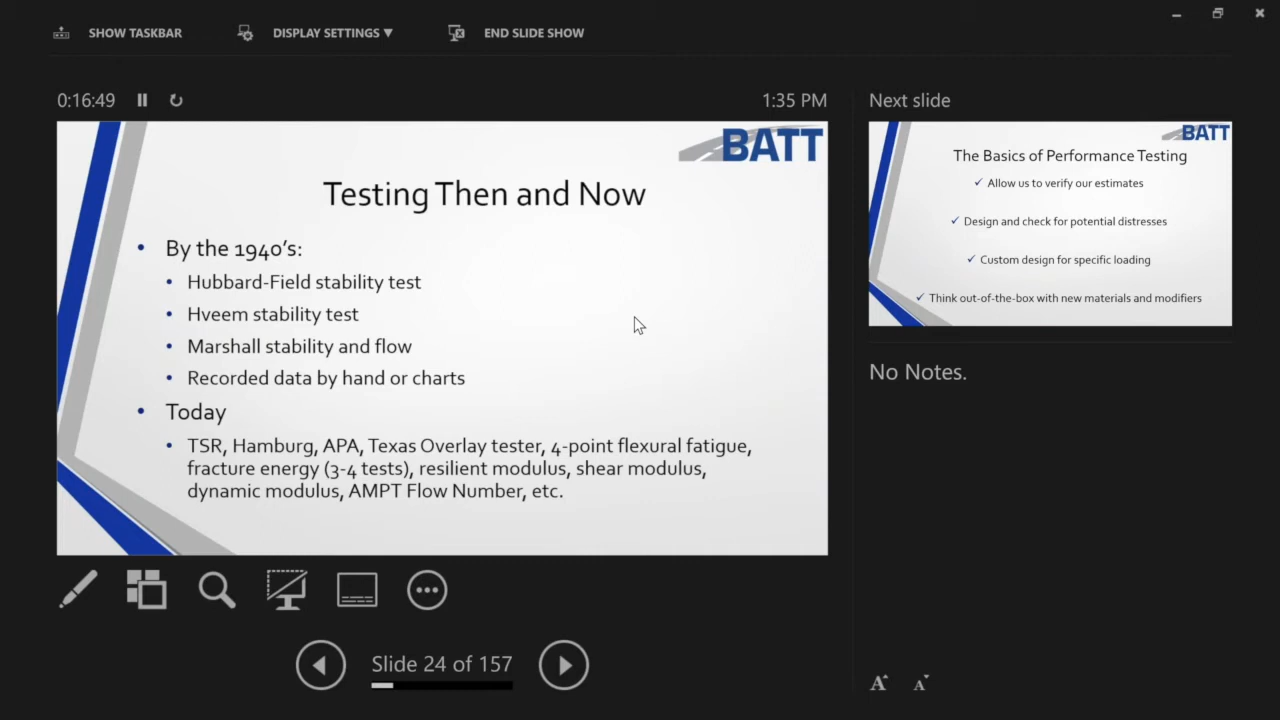 SHOW TASKBAR
DISPLAY SETTINGS ▼
END SLIDE SHOW
0:16:49
1:35 PM
BATT
Testing Then and Now
• By the 1940's:
• Hubbard-Field stability test
• Hveem stability test
• Marshall stability and flow
• Recorded data by hand or charts
• Today
• TSR, Hamburg, APA, Texas Overlay tester, 4-point flexural fatigue,
fracture energy (3-4 tests), resilient modulus, shear modulus,
dynamic modulus, AMPT Flow Number, etc.
Slide 24 of 157
Next slide
BATT
The Basics of Performance Testing
✓ Allow us to verify our estimates
✓ Design and check for potential distresses
✓ Custom design for specific loading
✓ Think out-of-the-box with new materials and modifiers
No Notes.
A A